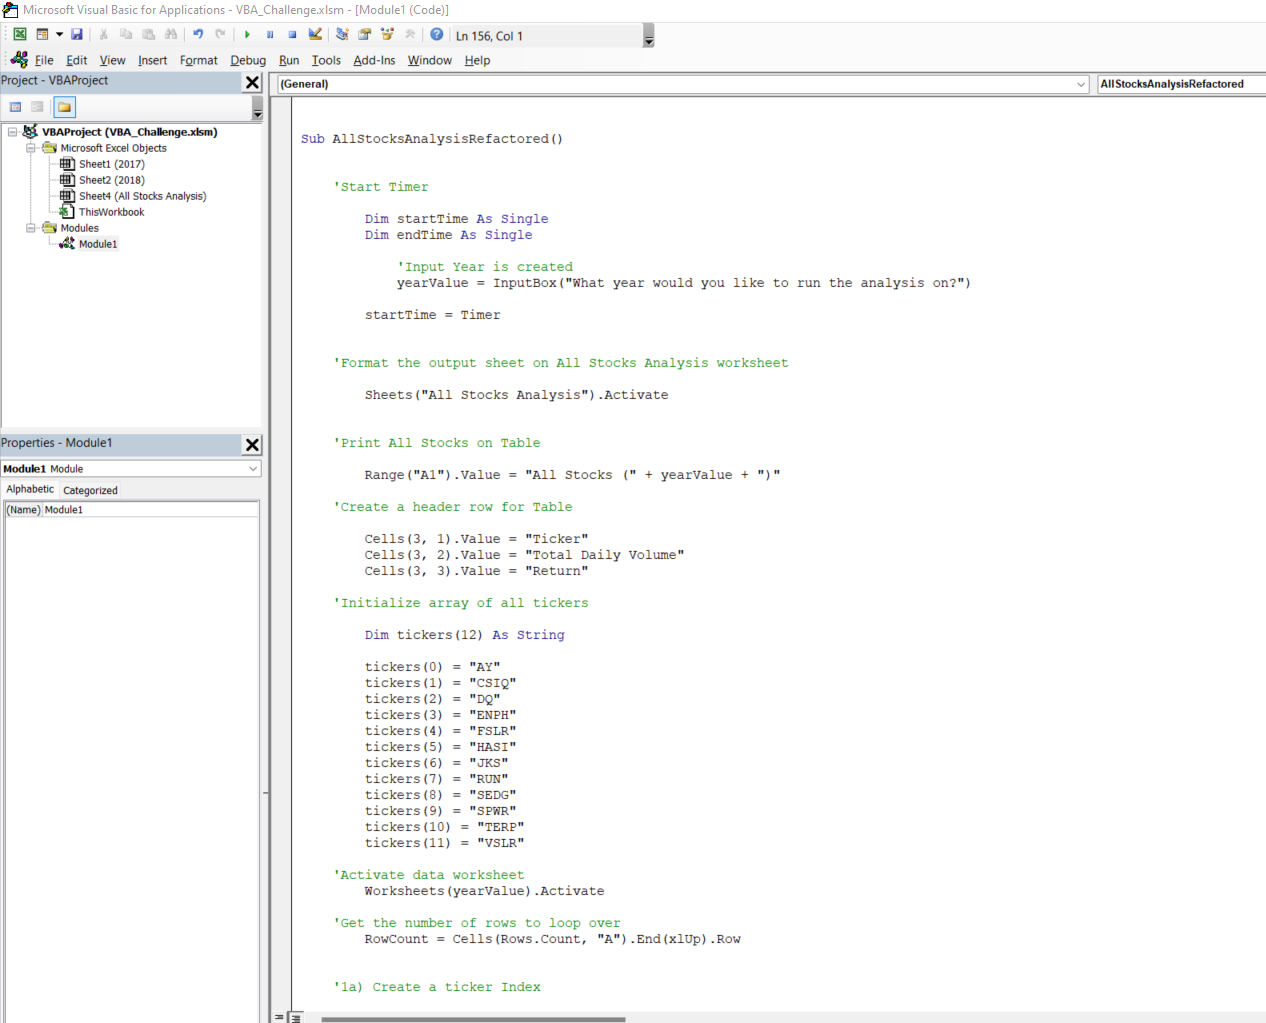 Microsoft Visual Basic for Applications - VBA_Challenge.xlsm - [Module1 (Code)]
Ln 156, Col 1
File Edit View Insert Format Debug Run Tools Add-Ins Window Help
Project - VBAProject
VBAProject (VBA_Challenge.xlsm)
Microsoft Excel Objects
Sheet1 (2017)
Sheet2 (2018)
Sheet4 (All Stocks Analysis)
ThisWorkbook
Modules
Module1
Properties - Module1
Module1 Module
Alphabetic Categorized
(Name) Module1
(General) AllStocksAnalysisRefactored
Sub AllStocksAnalysisRefactored()
'Start Timer
Dim startTime As Single
Dim endTime As Single
'Input Year is created
yearValue = InputBox("What year would you like to run the analysis on?")
startTime = Timer
'Format the output sheet on All Stocks Analysis worksheet
Sheets("All Stocks Analysis").Activate
'Print All Stocks on Table
Range("A1").Value = "All Stocks (" + yearValue + ")"
'Create a header row for Table
Cells(3, 1).Value = "Ticker"
Cells(3, 2).Value = "Total Daily Volume"
Cells(3, 3).Value = "Return"
'Initialize array of all tickers
Dim tickers(12) As String
tickers(0) = "AY"
tickers(1) = "CSIQ"
tickers(2) = "DQ"
tickers(3) = "ENPH"
tickers(4) = "FSLR"
tickers(5) = "HASI"
tickers(6) = "JKS"
tickers(7) = "RUN"
tickers(8) = "SEDG"
tickers(9) = "SPWR"
tickers(10) = "TERP"
tickers(11) = "VSLR"
'Activate data worksheet
Worksheets(yearValue).Activate
'Get the number of rows to loop over
RowCount = Cells(Rows.Count, "A").End(xlUp).Row
'1a) Create a ticker Index